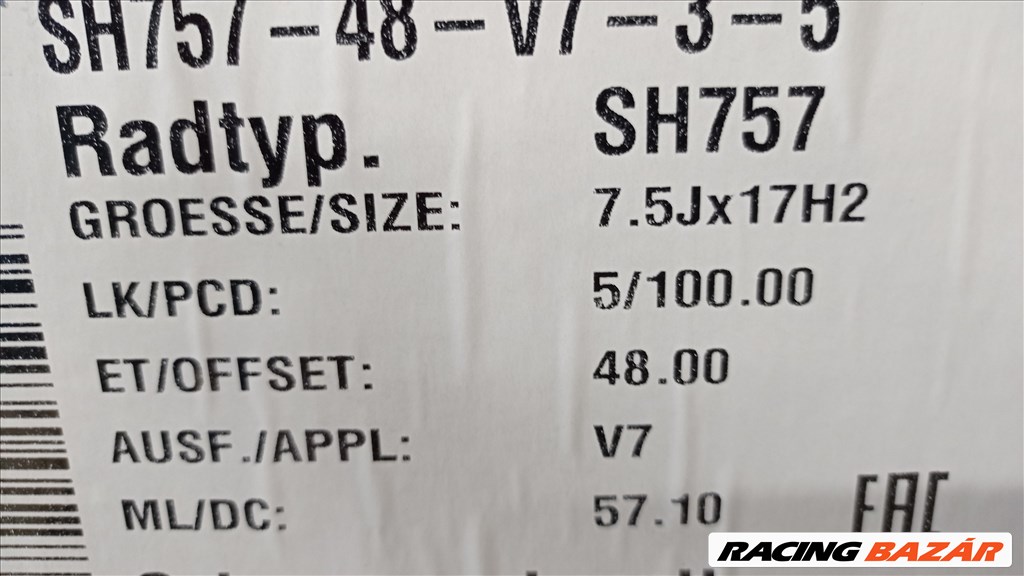 SH757-48-V7-3-5
Radtyp. SH757
GROESSE/SIZE: 7.5Jx17H2
LK/PCD: 5/100.00
ET/OFFSET: 48.00
AUSF./APPL: V7
ML/DC: 57.10
EAC
RACING BAZÁR